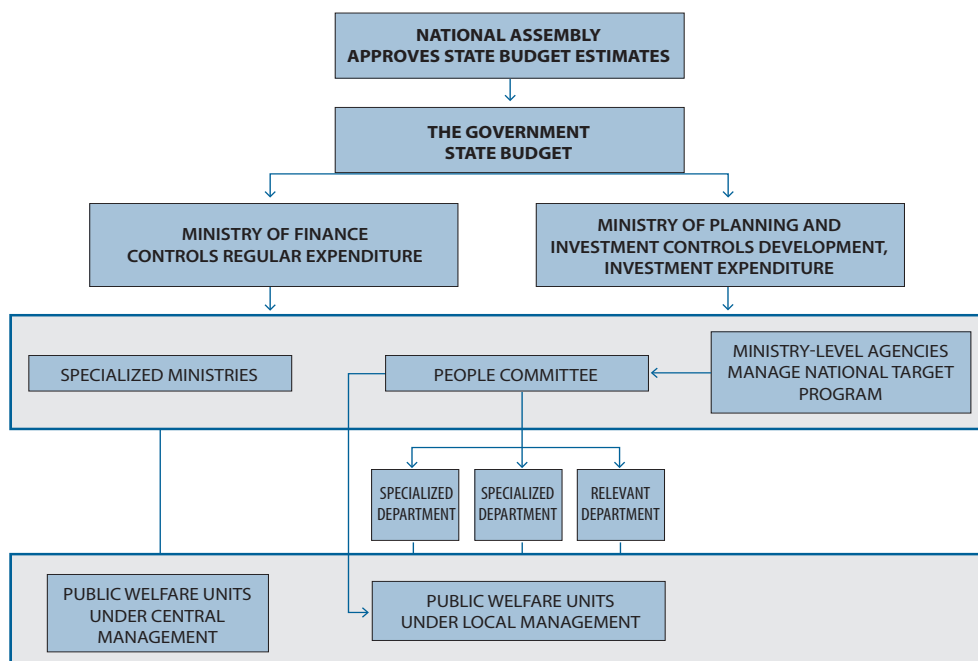 NATIONAL ASSEMBLY
APPROVES STATE BUDGET ESTIMATES
THE GOVERNMENT
STATE BUDGET
MINISTRY OF FINANCE
CONTROLS REGULAR EXPENDITURE
MINISTRY OF PLANNING AND
INVESTMENT CONTROLS DEVELOPMENT,
INVESTMENT EXPENDITURE
SPECIALIZED MINISTRIES
PEOPLE COMMITTEE
MINISTRY-LEVEL AGENCIES
MANAGE NATIONAL TARGET
PROGRAM
SPECIALIZED
DEPARTMENT
SPECIALIZED
DEPARTMENT
RELEVANT
DEPARTMENT
PUBLIC WELFARE UNITS
UNDER CENTRAL
MANAGEMENT
PUBLIC WELFARE UNITS
UNDER LOCAL MANAGEMENT